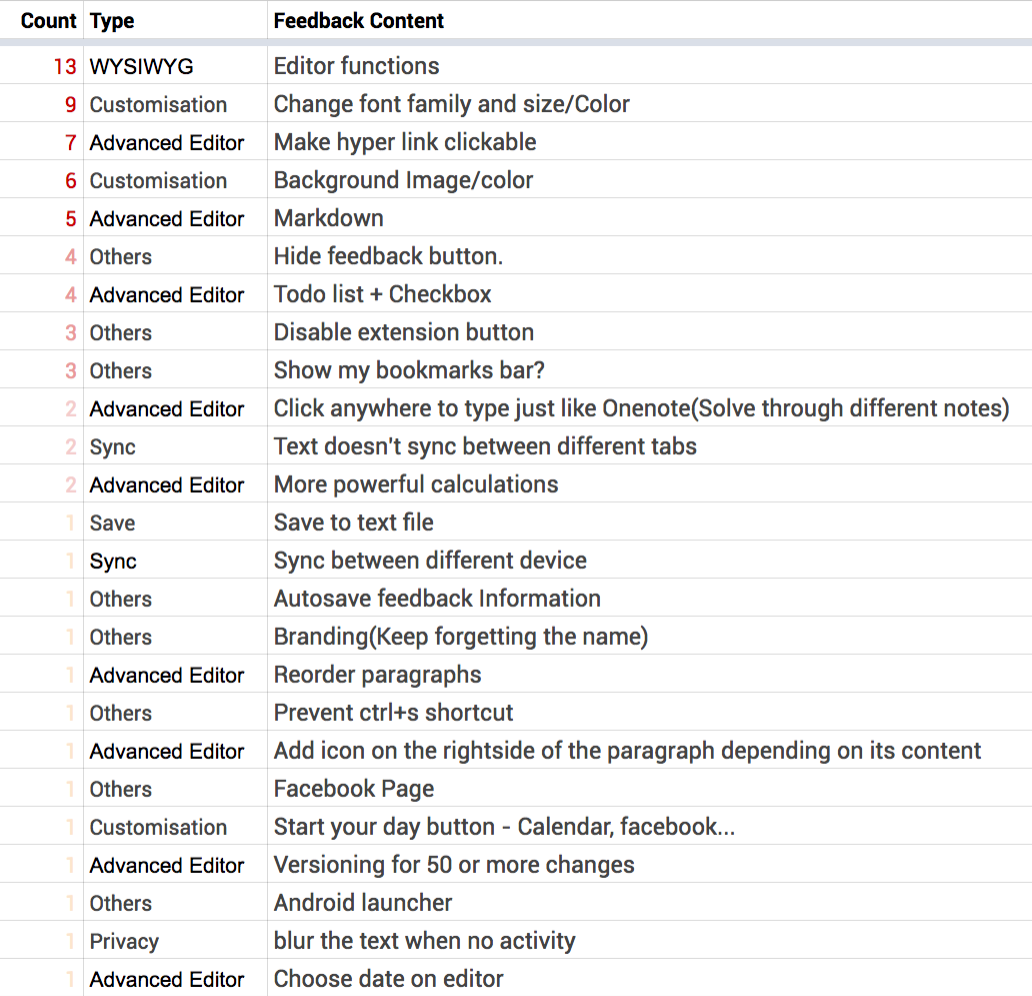 Count Type Feedback Content
13 WYSIWYG Editor functions
9 Customisation Change font family and size/Color
7 Advanced Editor Make hyper link clickable
6 Customisation Background Image/color
5 Advanced Editor Markdown
4 Others Hide feedback button.
4 Advanced Editor Todo list + Checkbox
3 Others Disable extension button
3 Others Show my bookmarks bar?
2 Advanced Editor Click anywhere to type just like Onenote(Solve through different notes)
2 Sync Text doesn't sync between different tabs
2 Advanced Editor More powerful calculations
1 Save Save to text file
1 Sync Sync between different device
1 Others Autosave feedback Information
1 Others Branding(Keep forgetting the name)
1 Advanced Editor Reorder paragraphs
1 Others Prevent ctrl+s shortcut
1 Advanced Editor Add icon on the rightside of the paragraph depending on its content
1 Others Facebook Page
1 Customisation Start your day button - Calendar, facebook...
1 Advanced Editor Versioning for 50 or more changes
1 Others Android launcher
1 Privacy blur the text when no activity
1 Advanced Editor Choose date on editor